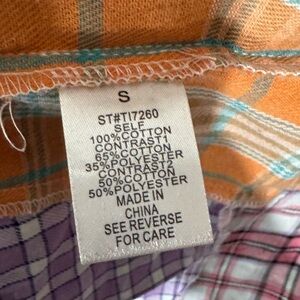 S
ST#TI7260
SELF
100%COTTON
CONTRAST1
65%COTTON
35%POLYESTER
CONTRAST2
50%COTTON
50%POLYESTER
MADE IN
CHINA
SEE REVERSE
FOR CARE